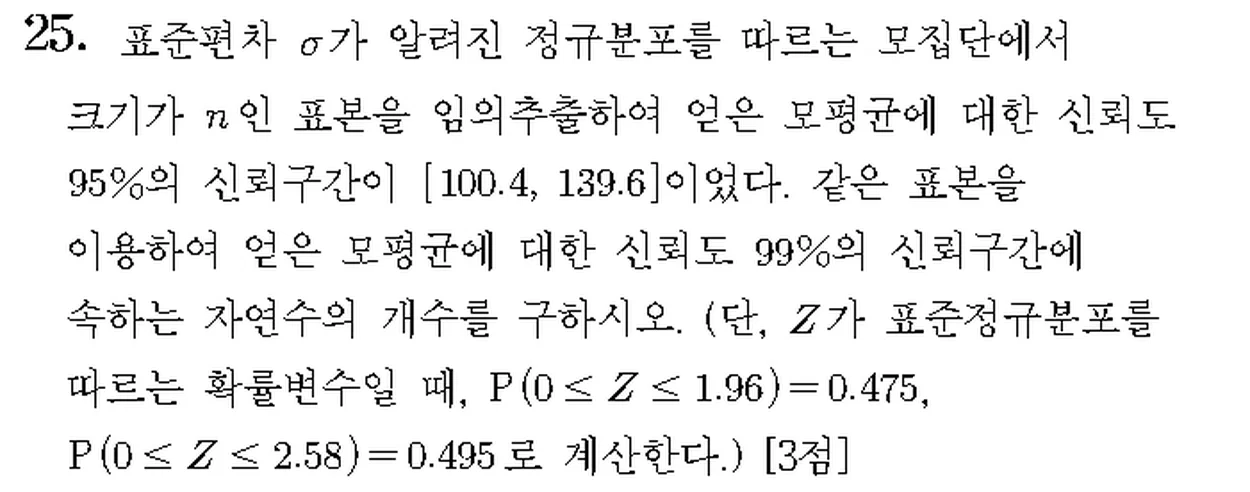 25. 표준편차 σ가 알려진 정규분포를 따르는 모집단에서
크기가 n인 표본을 임의추출하여 얻은 모평균에 대한 신뢰도
95%의 신뢰구간이 [100.4, 139.6]이었다. 같은 표본을
이용하여 얻은 모평균에 대한 신뢰도 99%의 신뢰구간에
속하는 자연수의 개수를 구하시오. (단, Z가 표준정규분포를
따르는 확률변수일 때, P(0 ≤ Z ≤ 1.96)=0.475,
P(0 ≤ Z ≤ 2.58)=0.495로 계산한다.) [3점]